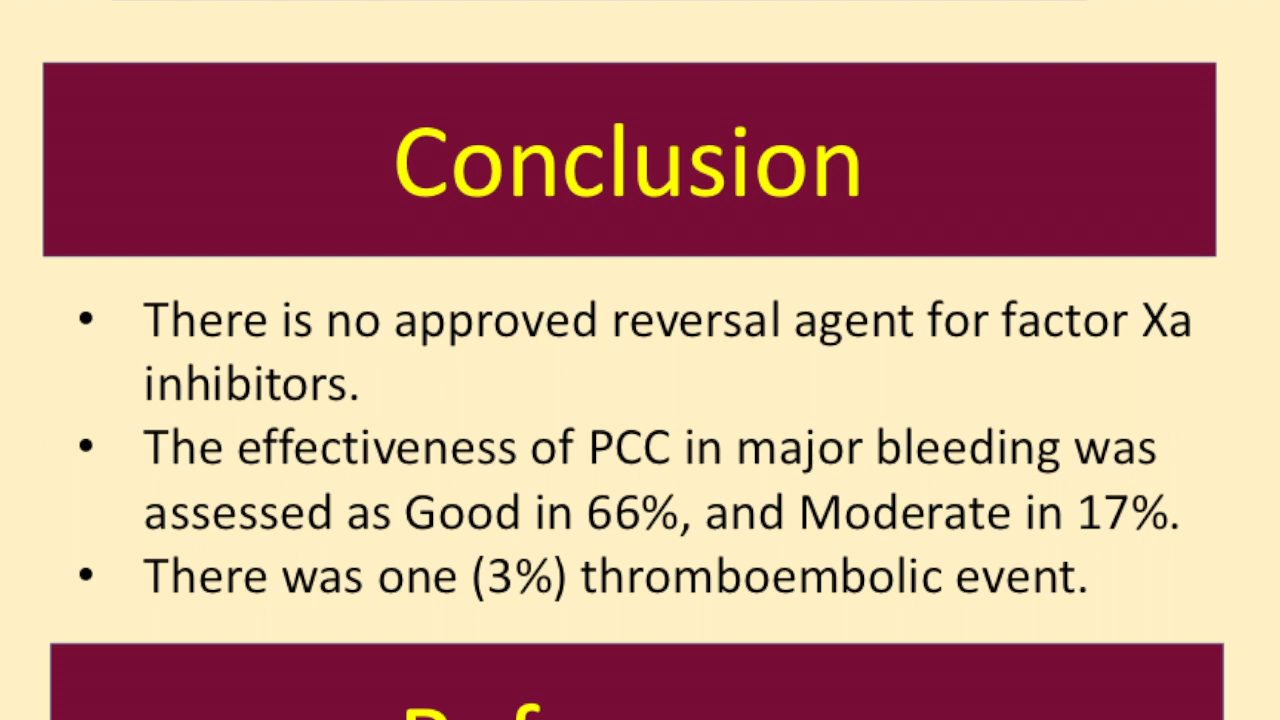 Conclusion
• There is no approved reversal agent for factor Xa
inhibitors.
• The effectiveness of PCC in major bleeding was
assessed as Good in 66%, and Moderate in 17%.
• There was one (3%) thromboembolic event.